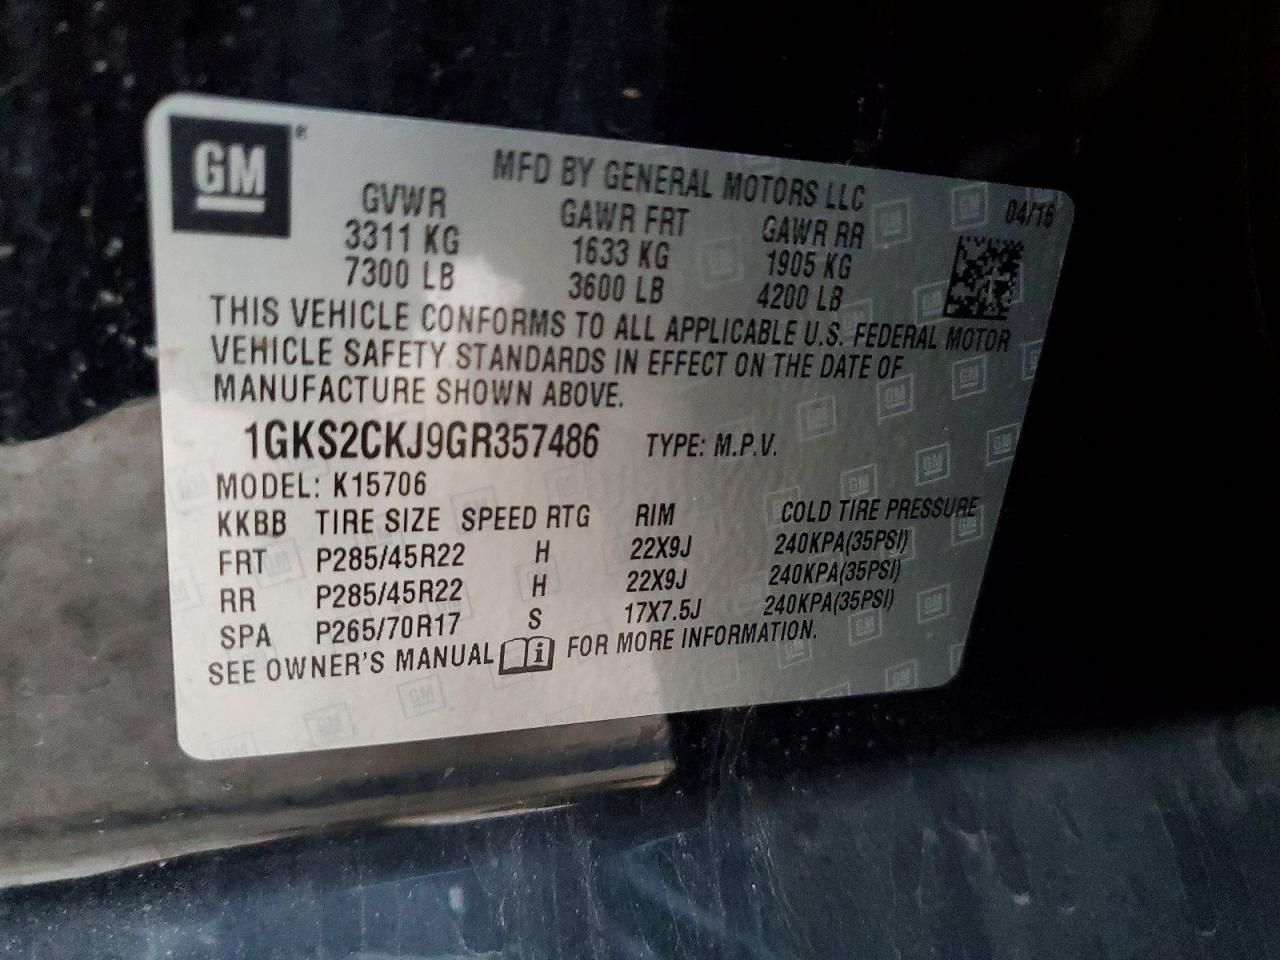 GM®
MFD BY GENERAL MOTORS LLC
04/16
GVWR GAWR FRT GAWR RR
3311 KG 1633 KG 1905 KG
7300 LB 3600 LB 4200 LB
THIS VEHICLE CONFORMS TO ALL APPLICABLE U.S. FEDERAL MOTOR
VEHICLE SAFETY STANDARDS IN EFFECT ON THE DATE OF
MANUFACTURE SHOWN ABOVE.
1GKS2CKJ9GR357486 TYPE: M.P.V.
MODEL: K15706
KKBB TIRE SIZE SPEED RTG RIM COLD TIRE PRESSURE
FRT P285/45R22 H 22X9J 240KPA(35PSI)
RR P285/45R22 H 22X9J 240KPA(35PSI)
SPA P265/70R17 S 17X7.5J 240KPA(35PSI)
SEE OWNER'S MANUAL i FOR MORE INFORMATION.